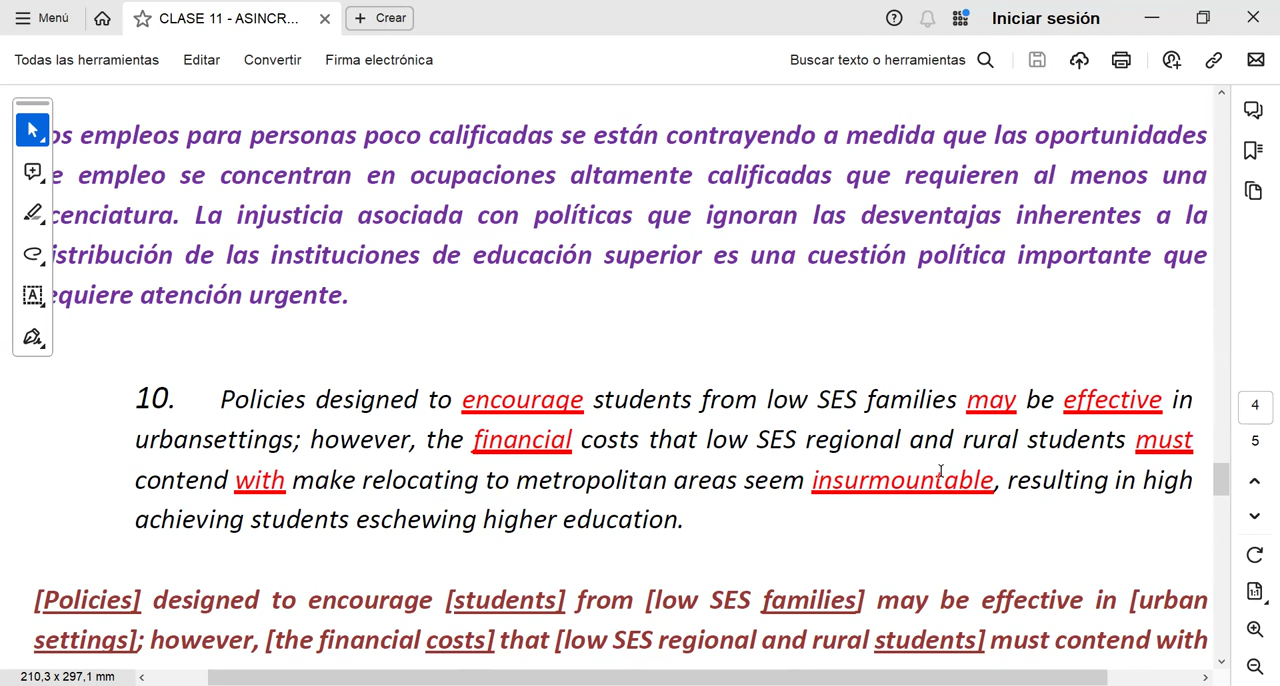 Menú
CLASE 11 - ASINCR...
Crear
Iniciar sesión
Todas las herramientas
Editar
Convertir
Firma electrónica
Buscar texto o herramientas
os empleos para personas poco calificadas se están contrayendo a medida que las oportunidades
e empleo se concentran en ocupaciones altamente calificadas que requieren al menos una
cenciatura. La injusticia asociada con políticas que ignoran las desventajas inherentes a la
istribución de las instituciones de educación superior es una cuestión política importante que
equiere atención urgente.
10. Policies designed to encourage students from low SES families may be effective in
urbansettings; however, the financial costs that low SES regional and rural students must
contend with make relocating to metropolitan areas seem insurmountable, resulting in high
achieving students eschewing higher education.
[Policies] designed to encourage [students] from [low SES families] may be effective in [urban
settings]; however, [the financial costs] that [low SES regional and rural students] must contend with
4
5
210,3 x 297,1 mm